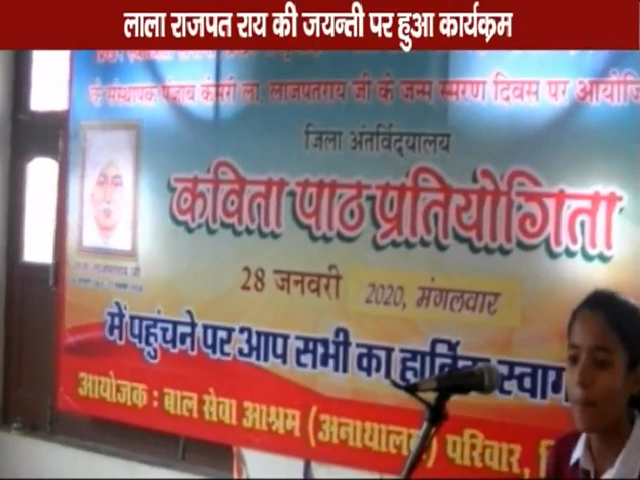 लाला राजपत राय की जयन्ती पर हुआ कार्यक्रम
संस्थापक पंजाब केसरी ला. लाजपतराय जी के जन्म स्मरण दिवस पर आयोजि
जिला अंतर्विद्यालय
कविता पाठ प्रतियोगिता
28 जनवरी 2020, मंगलवार
में पहुंचने पर आप सभी का हार्दिक स्वाग
आयोजक : बाल सेवा आश्रम (अनाथालय) परिवार,